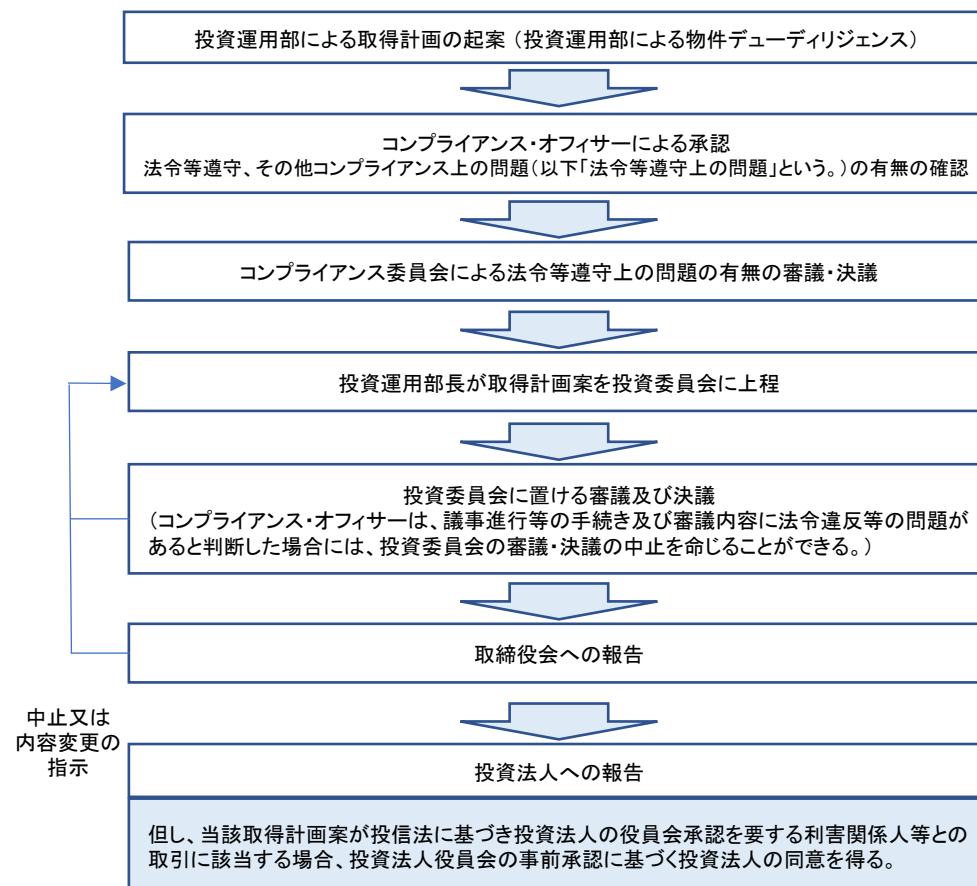 投資運用部による取得計画の起案（投資運用部による物件デューディリジェンス）
コンプライアンス・オフィサーによる承認
法令等遵守、その他コンプライアンス上の問題（以下「法令等遵守上の問題」という。）の有無の確認
コンプライアンス委員会による法令等遵守上の問題の有無の審議・決議
投資運用部長が取得計画案を投資委員会に上程
投資委員会に置ける審議及び決議
（コンプライアンス・オフィサーは、議事進行等の手続き及び審議内容に法令違反等の問題が
あると判断した場合には、投資委員会の審議・決議の中止を命じることができる。）
取締役会への報告
中止又は
内容変更の
指示
投資法人への報告
但し、当該取得計画案が投信法に基づき投資法人の役員会承認を要する利害関係人等との
取引に該当する場合、投資法人役員会の事前承認に基づく投資法人の同意を得る。